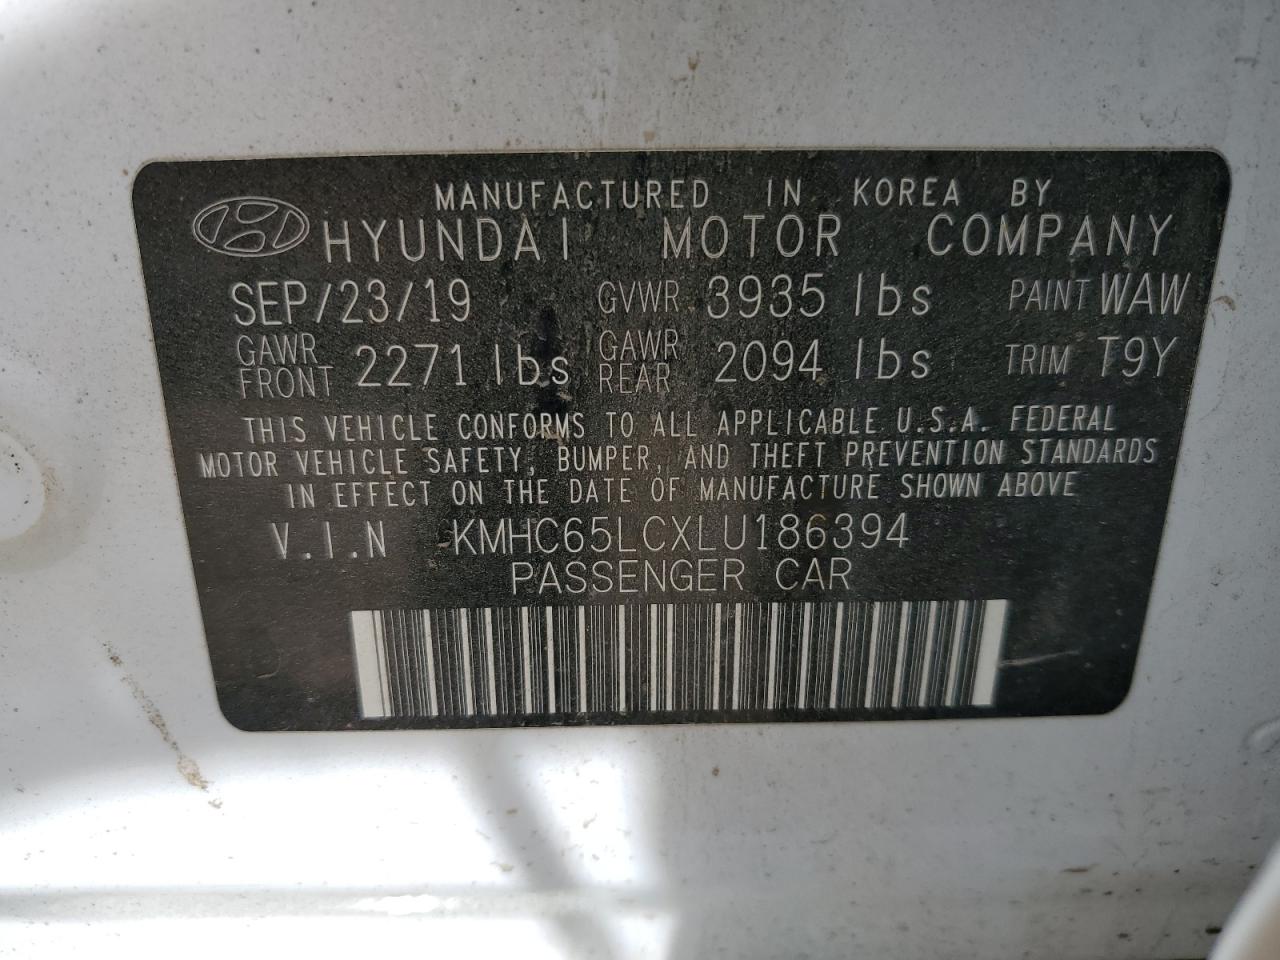 MANUFACTURED IN KOREA BY
HYUNDAI MOTOR COMPANY
SEP/23/19 GVWR 3935 lbs PAINT WAW
GAWR FRONT 2271 lbs GAWR REAR 2094 lbs TRIM T9Y
THIS VEHICLE CONFORMS TO ALL APPLICABLE U.S.A. FEDERAL
MOTOR VEHICLE SAFETY, BUMPER, AND THEFT PREVENTION STANDARDS
IN EFFECT ON THE DATE OF MANUFACTURE SHOWN ABOVE
V.I.N KMHC65LCXLU186394
PASSENGER CAR